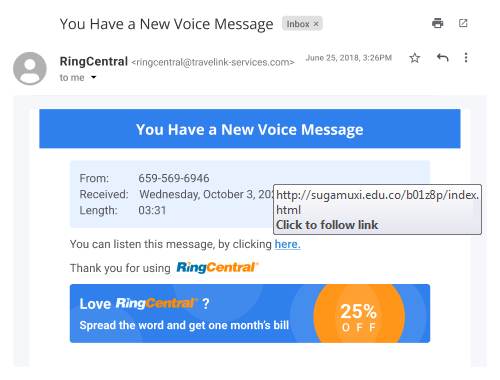 You Have a New Voice Message Inbox ×
RingCentral <ringcentral@travelink-services.com> June 25, 2018, 3:26PM
to me
You Have a New Voice Message
From: 659-569-6946
Received: Wednesday, October 3, 20
Length: 03:31
http://sugamuxi.edu.co/b01z8p/index.
html
Click to follow link
You can listen this message, by clicking here.
Thank you for using RingCentral®
Love RingCentral® ?
Spread the word and get one month's bill
25%
OFF